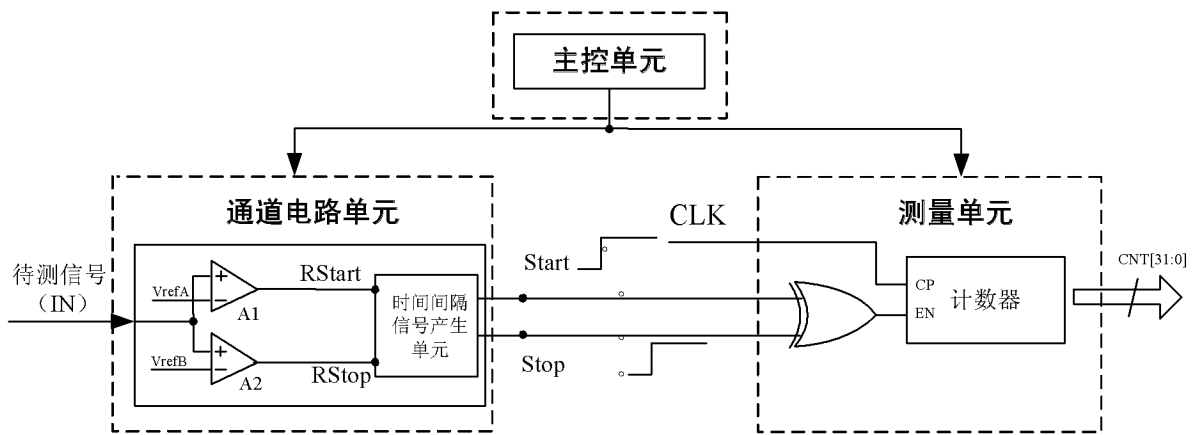 主控单元
通道电路单元
测量单元
CLK
待测信号
（IN）
VrefA
+
−
A1
RStart
Start
时间间隔
信号产生
单元
CP
EN
计数器
CNT[31:0]
VrefB
+
−
A2
RStop
Stop